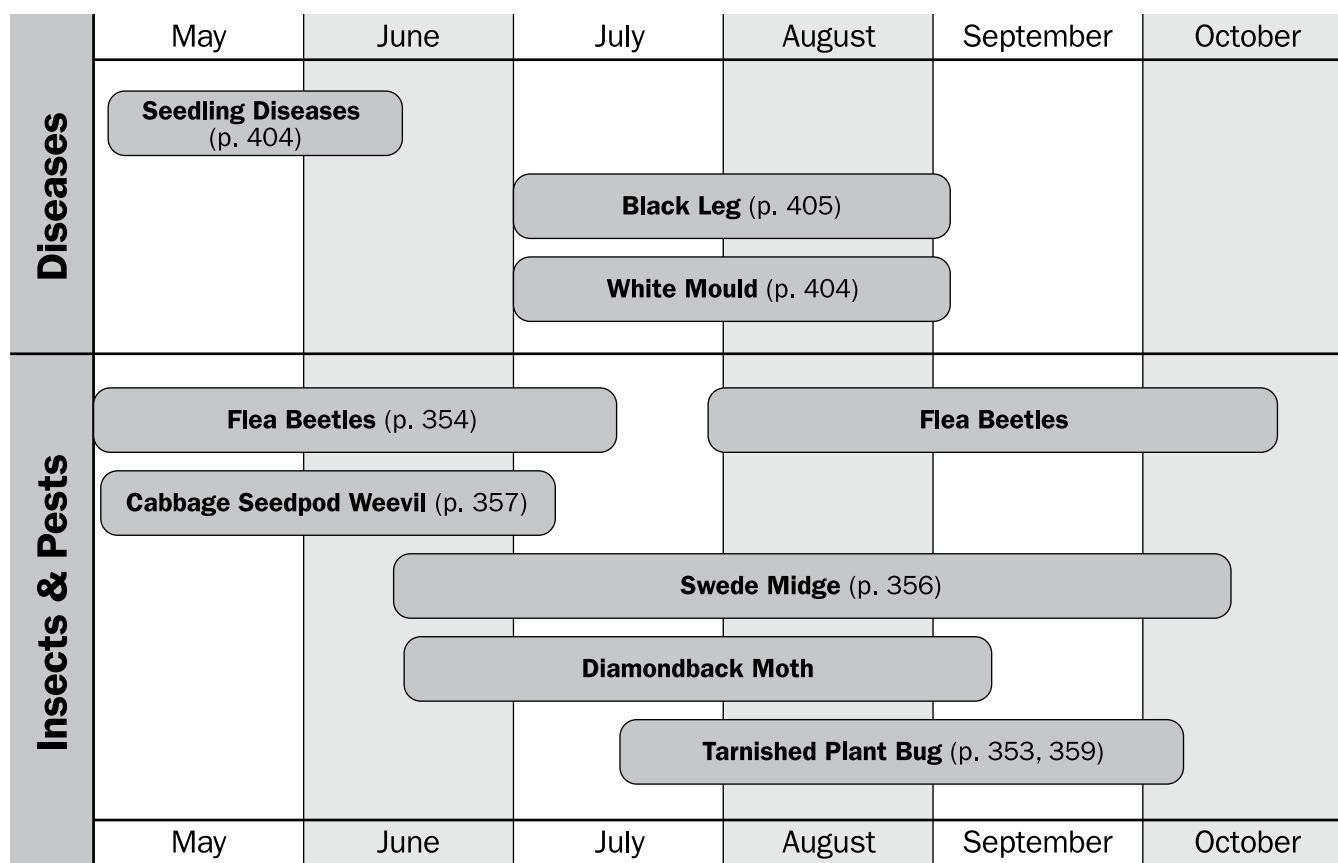 May June July August September October
Diseases
Seedling Diseases
(p. 404)
Black Leg (p. 405)
White Mould (p. 404)
Insects & Pests
Flea Beetles (p. 354) Flea Beetles
Cabbage Seedpod Weevil (p. 357)
Swede Midge (p. 356)
Diamondback Moth
Tarnished Plant Bug (p. 353, 359)
May June July August September October